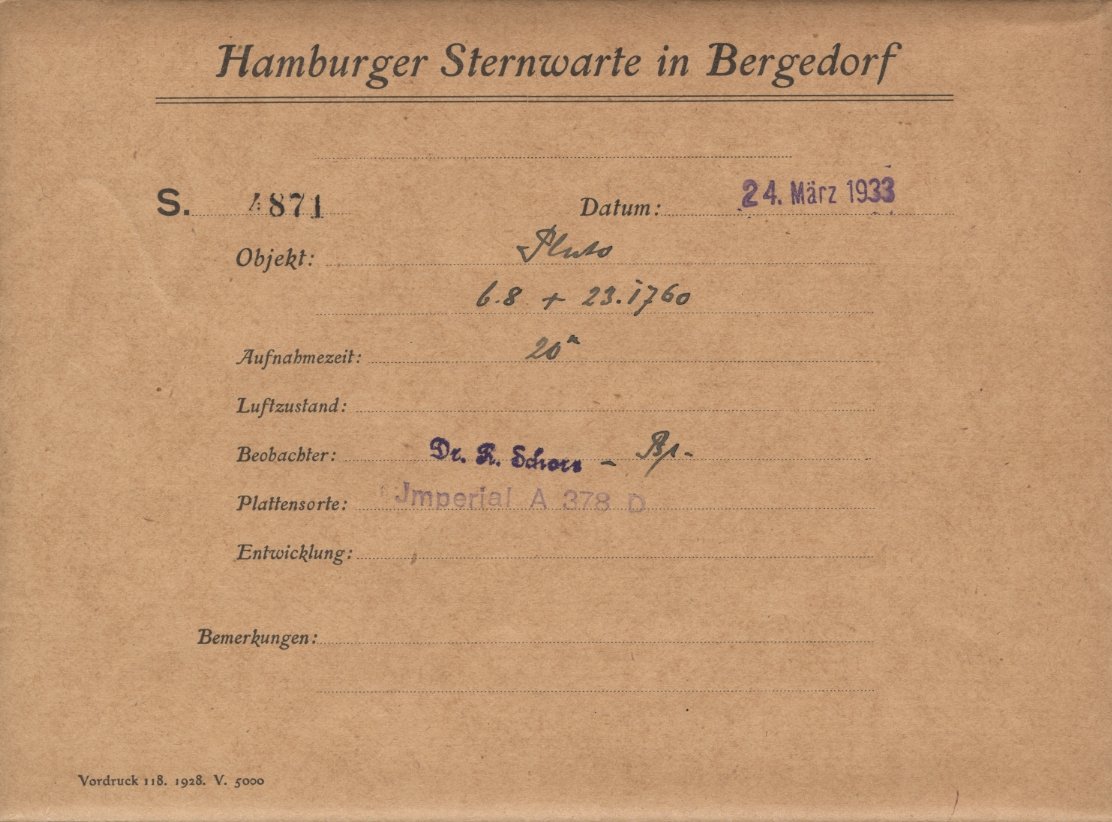 Hamburger Sternwarte in Bergedorf
S. 4871 Datum: 24. März 1933
Objekt: Pluto
6.8 + 23.1760
Aufnahmezeit: 20ᵐ
Luftzustand:
Beobachter: Dr. R. Schorr –
Plattensorte: Jmperial A 378 D
Entwicklung:
Bemerkungen:
Vordruck 118. 1928. V. 5000